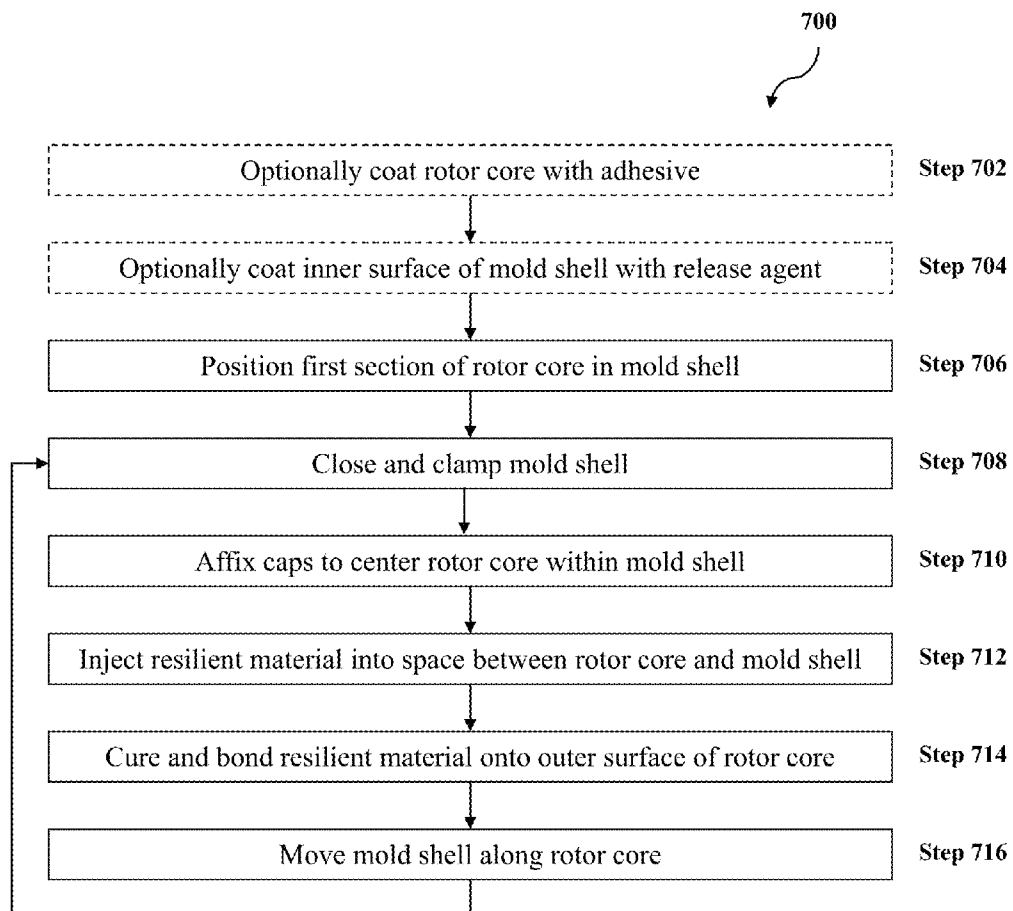 700
Optionally coat rotor core with adhesive Step 702
Optionally coat inner surface of mold shell with release agent Step 704
Position first section of rotor core in mold shell Step 706
Close and clamp mold shell Step 708
Affix caps to center rotor core within mold shell Step 710
Inject resilient material into space between rotor core and mold shell Step 712
Cure and bond resilient material onto outer surface of rotor core Step 714
Move mold shell along rotor core Step 716